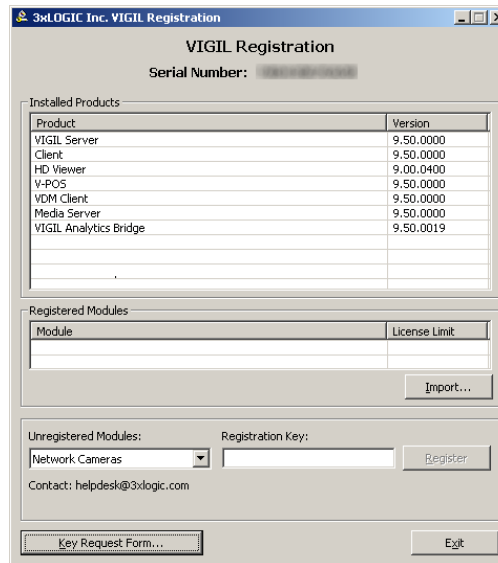 3xLOGIC Inc. VIGIL Registration
VIGIL Registration
Serial Number:
Installed Products
Product Version
VIGIL Server 9.50.0000
Client 9.50.0000
HD Viewer 9.00.0400
V-POS 9.50.0000
VDM Client 9.50.0000
Media Server 9.50.0000
VIGIL Analytics Bridge 9.50.0019
Registered Modules
Module License Limit
Import...
Unregistered Modules: Registration Key:
Network Cameras Register
Contact: helpdesk@3xlogic.com
Key Request Form... Exit